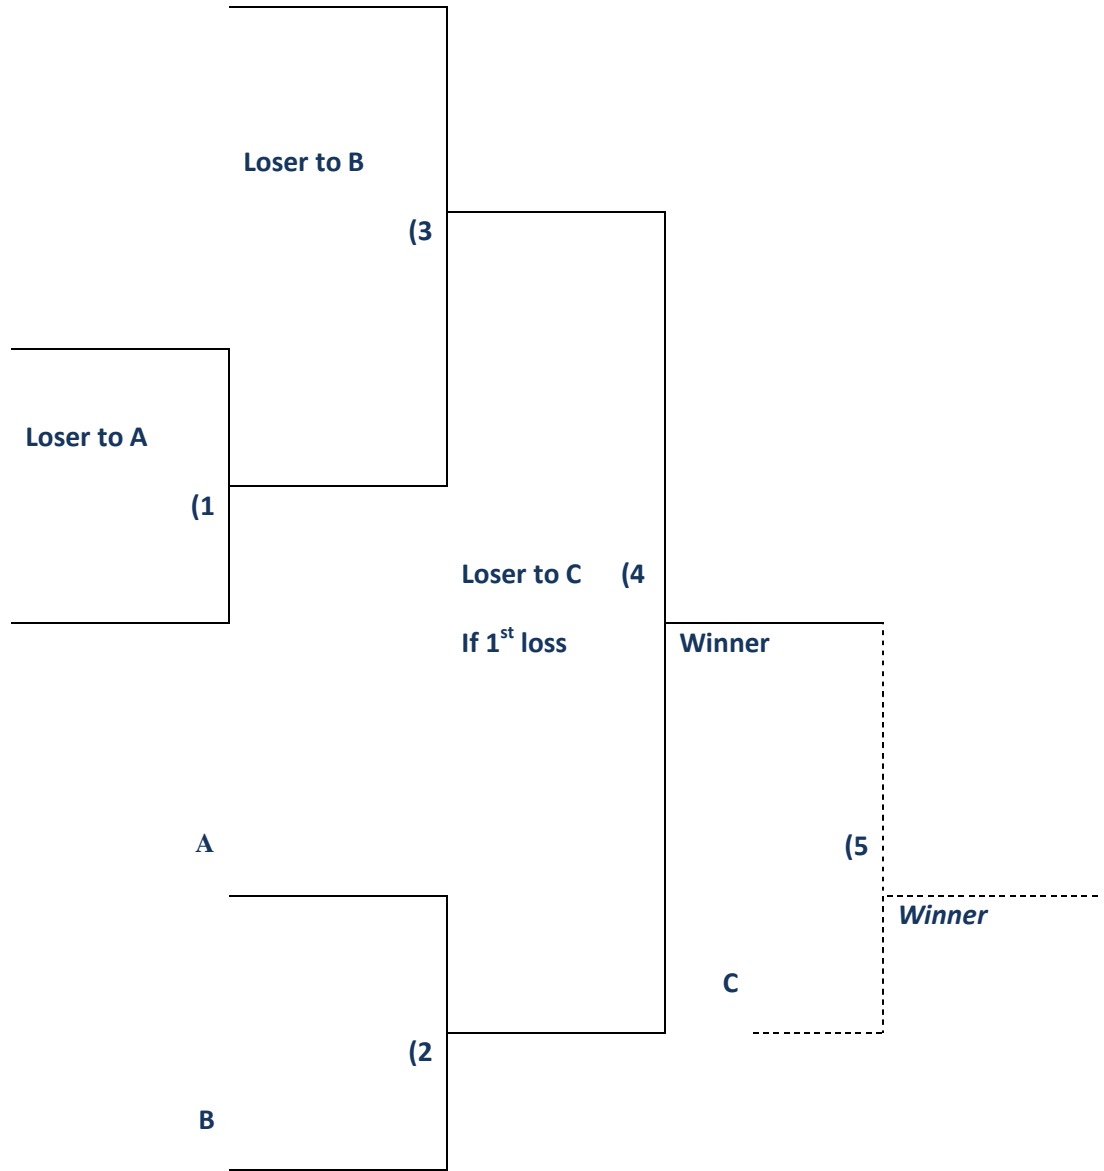 Loser to B
(3
Loser to A
(1
Loser to C (4
If 1st loss
Winner
A
(5
Winner
C
(2
B